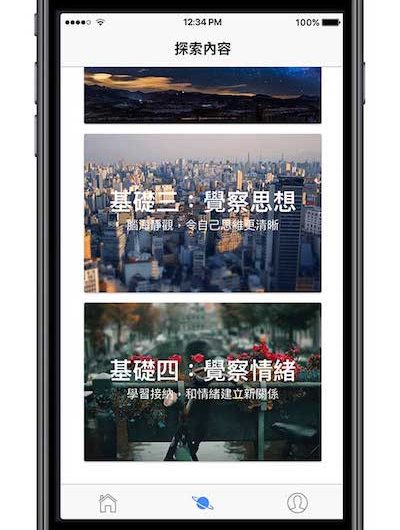 12:34 PM
100%
探索內容
基礎三：覺察思想
腦海靜觀，令自己思維更清晰
基礎四：覺察情緒
學習接納，和情緒建立新關係